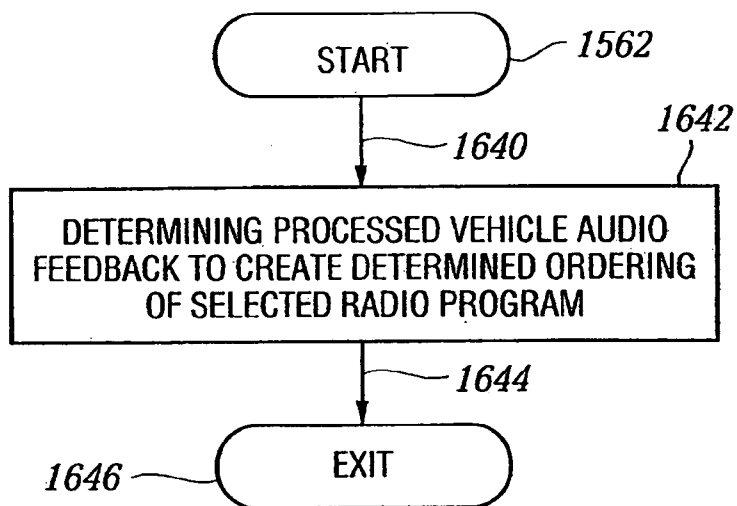 START
1562
1640
1642
DETERMINING PROCESSED VEHICLE AUDIO
FEEDBACK TO CREATE DETERMINED ORDERING
OF SELECTED RADIO PROGRAM
1644
EXIT
1646